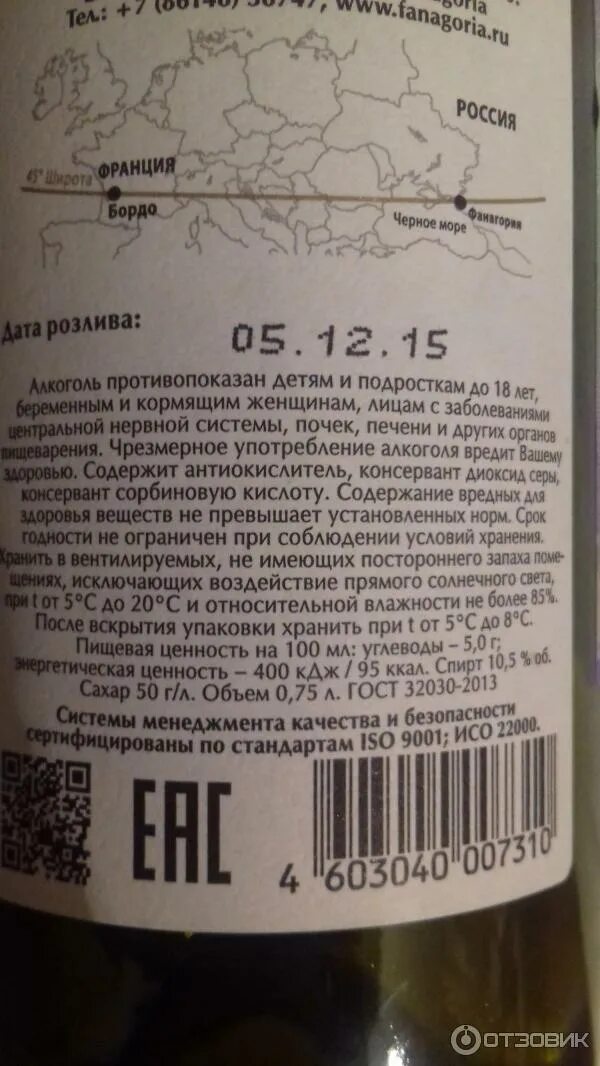 Тел.: +7 (86148) 38747, www.fanagoria.ru
РОССИЯ
ФРАНЦИЯ
45° Широта
Бордо
Фанагория
Черное море
Дата розлива:
05.12.15
Алкоголь противопоказан детям и подросткам до 18 лет,
беременным и кормящим женщинам, лицам с заболеваниями
центральной нервной системы, почек, печени и других органов
пищеварения. Чрезмерное употребление алкоголя вредит Вашему
здоровью. Содержит антиокислитель, консервант диоксид серы,
консервант сорбиновую кислоту. Содержание вредных для
здоровья веществ не превышает установленных норм. Срок
годности не ограничен при соблюдении условий хранения.
Хранить в вентилируемых, не имеющих постороннего запаха поме-
щениях, исключающих воздействие прямого солнечного света,
при t от 5°С до 20°С и относительной влажности не более 85%.
После вскрытия упаковки хранить при t от 5°С до 8°С.
Пищевая ценность на 100 мл: углеводы – 5,0 г;
энергетическая ценность – 400 кДж / 95 ккал. Спирт 10,5 % об.
Сахар 50 г/л. Объем 0,75 л. ГОСТ 32030-2013
Системы менеджмента качества и безопасности
сертифицированы по стандартам ISO 9001; ИСО 22000.
EAC
4 603040 007310
ОТЗОВИК